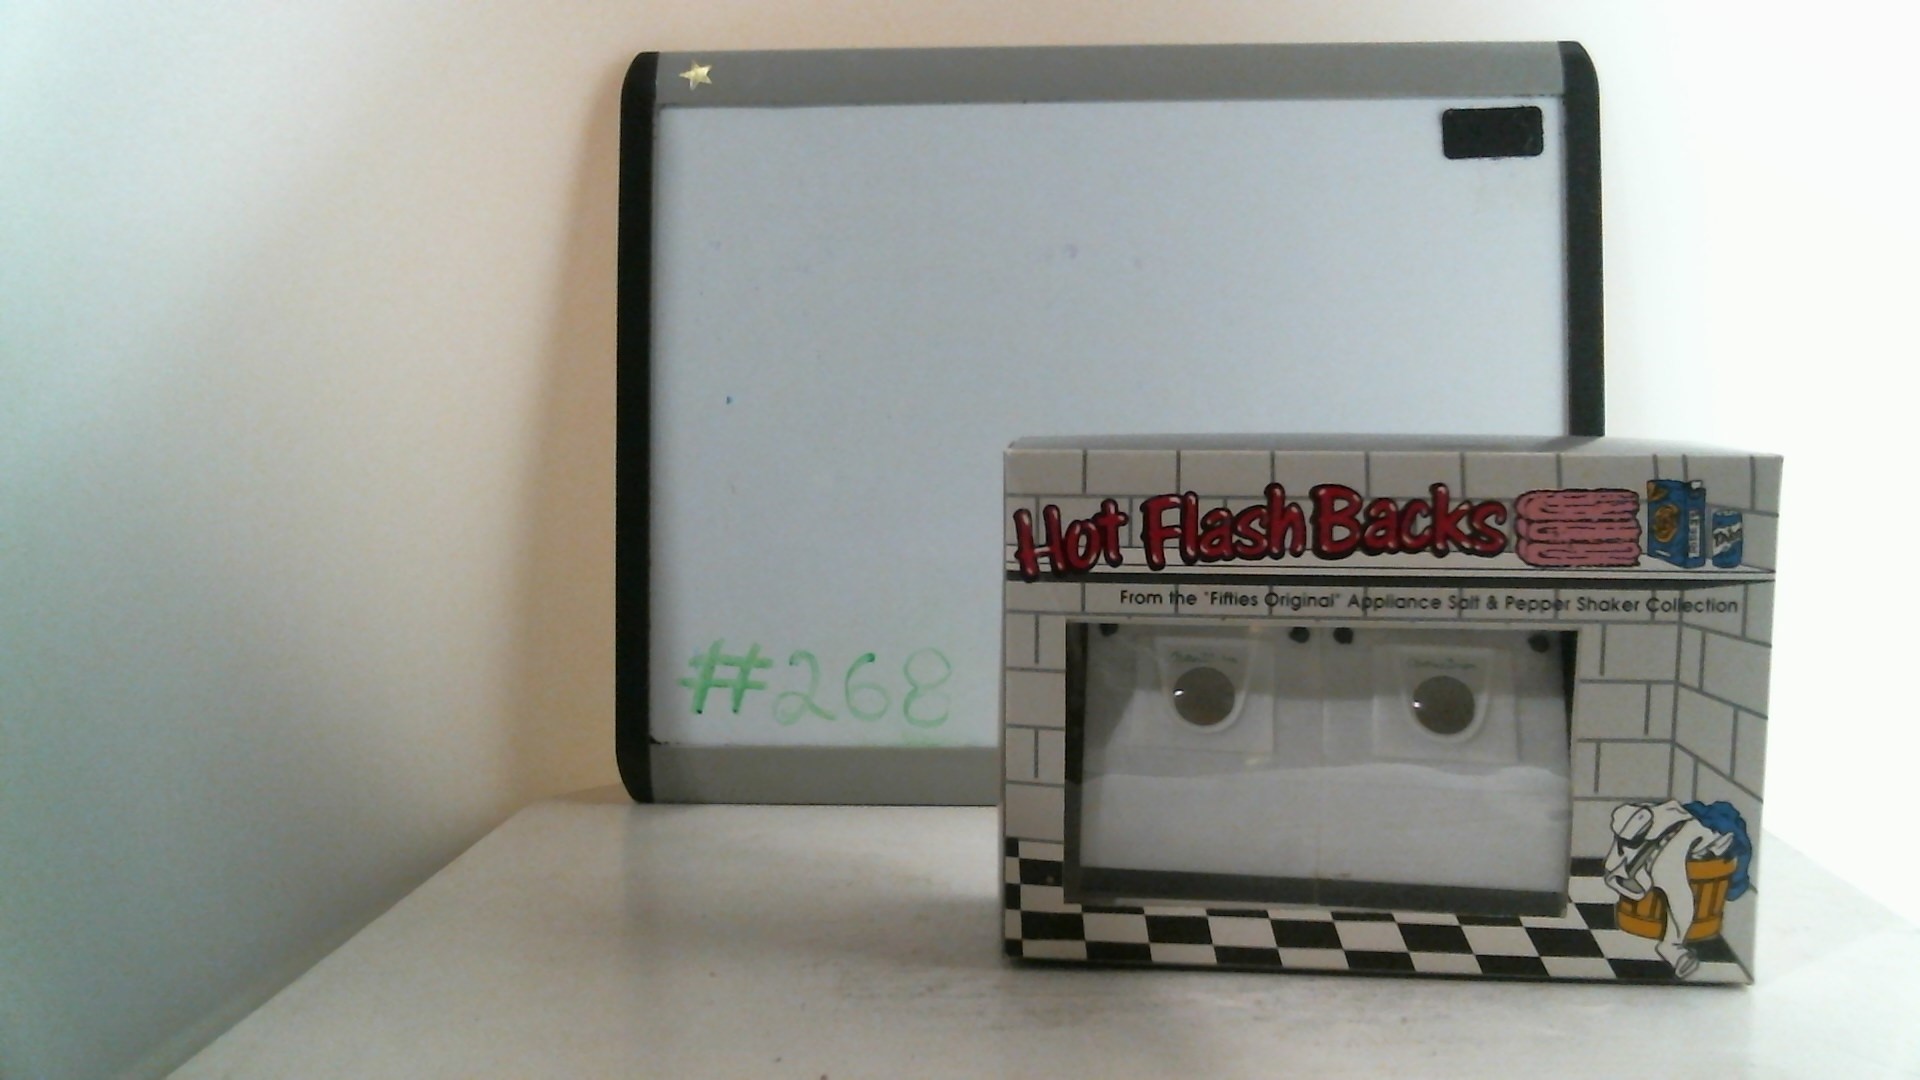 #268
Hot Flash Backs
From the "Fifties Original" Appliance Salt & Pepper Shaker Collection